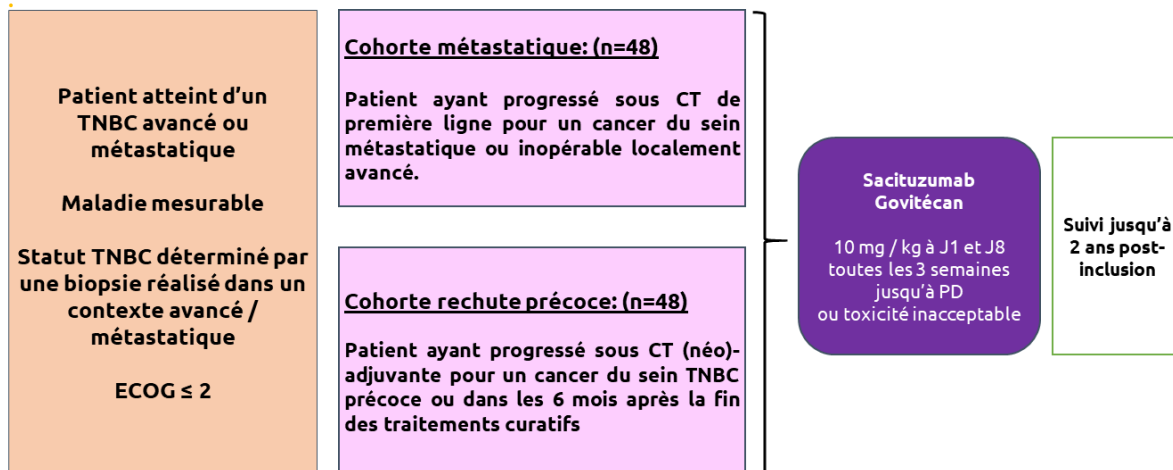 Patient atteint d'un
TNBC avancé ou
métastatique
Maladie mesurable
Statut TNBC déterminé par
une biopsie réalisé dans un
contexte avancé /
métastatique
ECOG ≤ 2
Cohorte métastatique: (n=48)
Patient ayant progressé sous CT de
première ligne pour un cancer du sein
métastatique ou inopérable localement
avancé.
Cohorte rechute précoce: (n=48)
Patient ayant progressé sous CT (néo)-
adjuvante pour un cancer du sein TNBC
précoce ou dans les 6 mois après la fin
des traitements curatifs
Sacituzumab
Govitécan
10 mg / kg à J1 et J8
toutes les 3 semaines
jusqu'à PD
ou toxicité inacceptable
Suivi jusqu'à
2 ans post-
inclusion